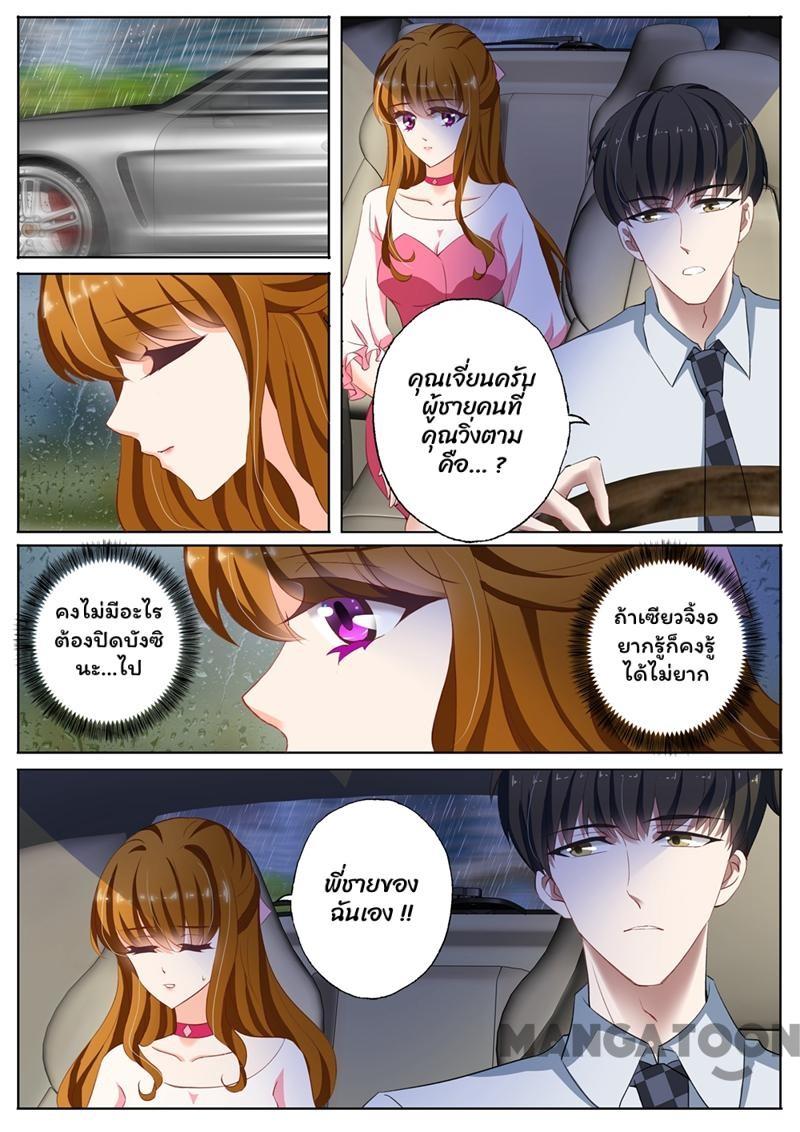 คุณเจี่ยนครับ
ผู้ชายคนที่
คุณวิ่งตาม
คือ... ?
คงไม่มีอะไร
ต้องปิดบังซิ
นะ...ไป
ถ้าเซียวจิ้งอ
ยากรู้ก็คงรู้
ได้ไม่ยาก
พี่ชายของ
ฉันเอง !!
MANGATOON